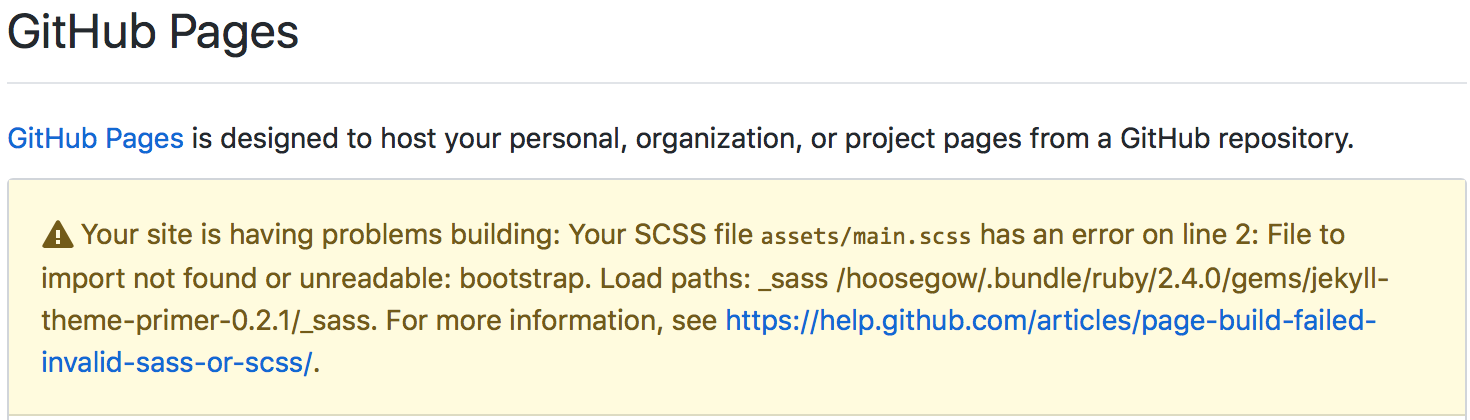 GitHub Pages
GitHub Pages is designed to host your personal, organization, or project pages from a GitHub repository.
Your site is having problems building: Your SCSS file assets/main.scss has an error on line 2: File to
import not found or unreadable: bootstrap. Load paths: _sass /hoosegow/.bundle/ruby/2.4.0/gems/jekyll-
theme-primer-0.2.1/_sass. For more information, see https://help.github.com/articles/page-build-failed-
invalid-sass-or-scss/.